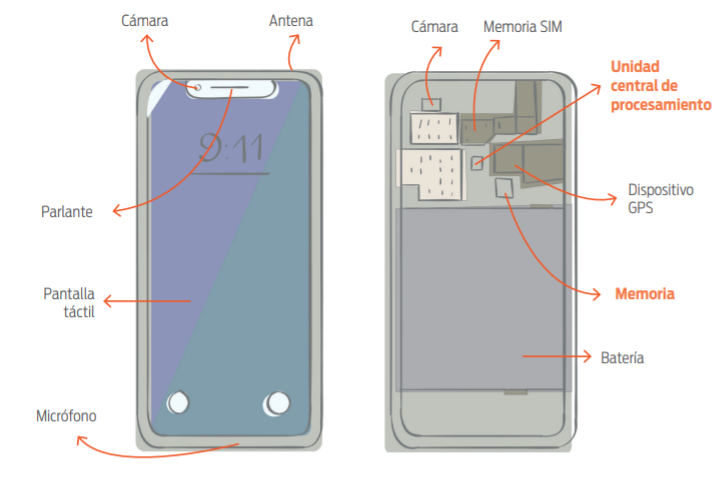 Cámara
Antena
9:11
Parlante
Pantalla
táctil
Micrófono
Cámara
Memoria SIM
Unidad
central de
procesamiento
Dispositivo
GPS
Memoria
Batería